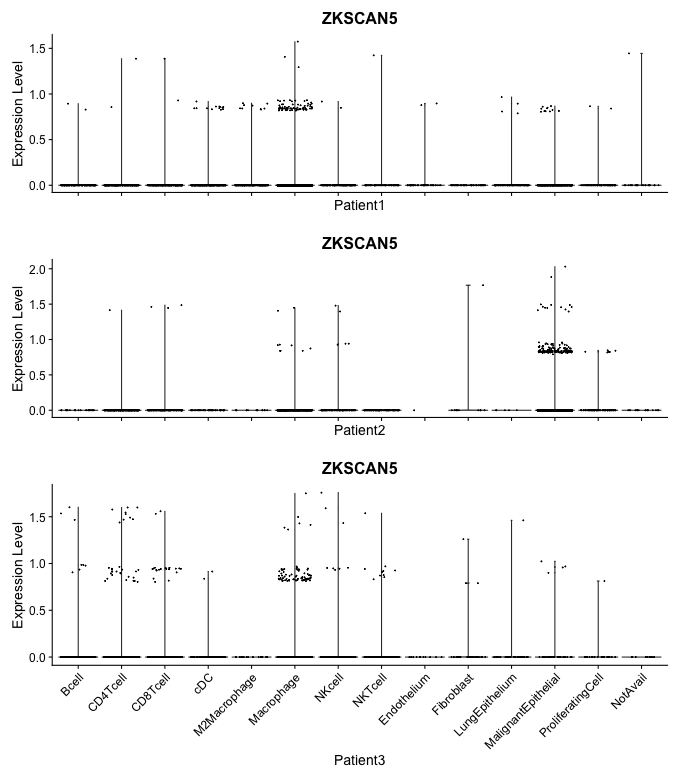 ZKSCAN5
Expression Level
1.5
1.0
0.5
0.0
Patient1
ZKSCAN5
Expression Level
2.0
1.5
1.0
0.5
0.0
Patient2
ZKSCAN5
Expression Level
1.5
1.0
0.5
0.0
Bcell
CD4Tcell
CD8Tcell
cDC
M2Macrophage
Macrophage
NKcell
NKTcell
Endothelium
Fibroblast
LungEpithelium
MalignantEpithelial
ProliferatingCell
NotAvail
Patient3